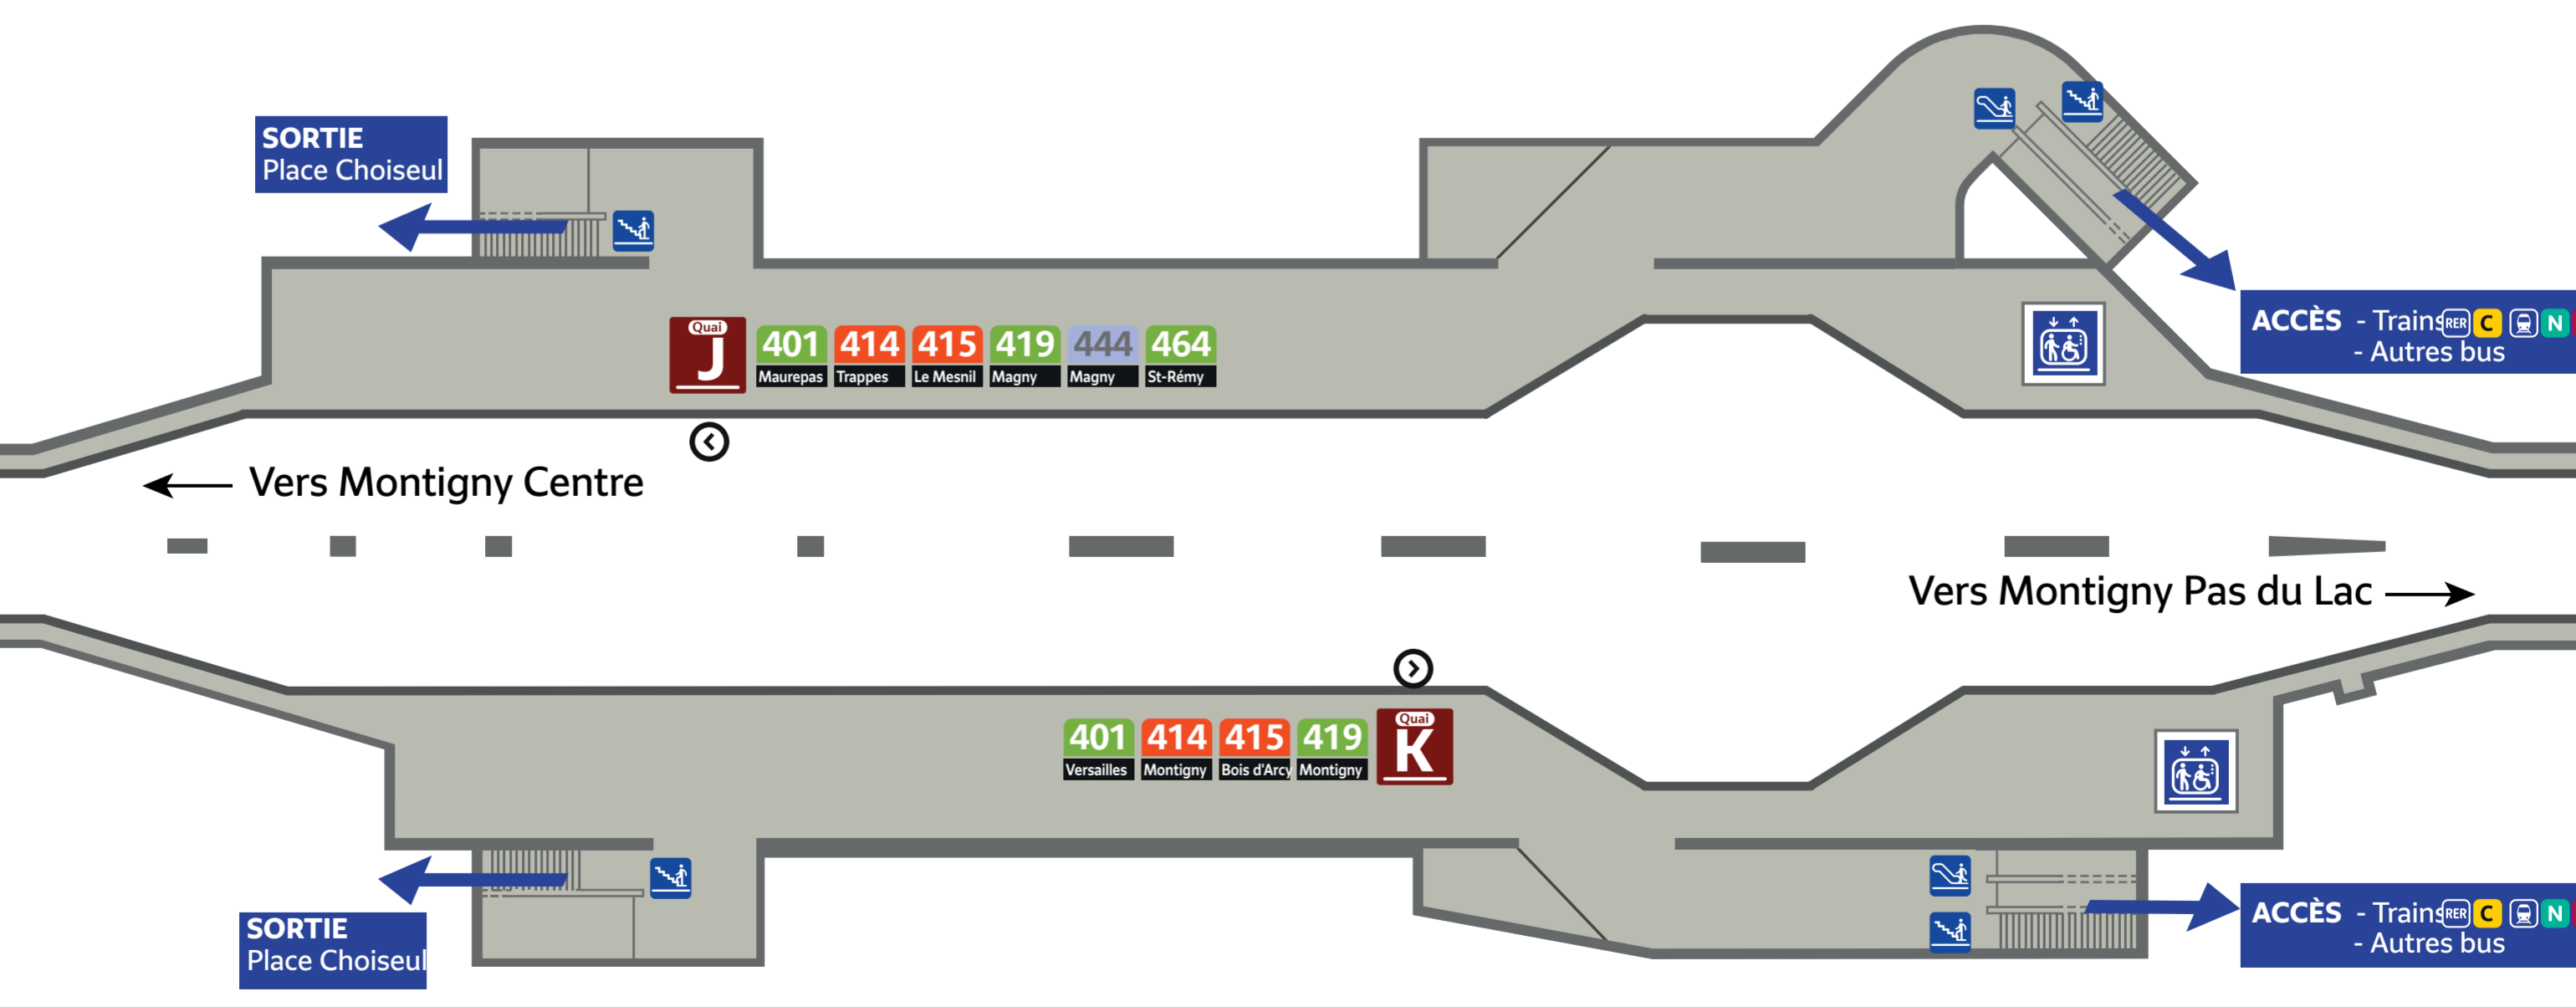 SORTIE
Place Choiseul
Quai
J
401 414 415 419 444 464
Maurepas Trappes Le Mesnil Magny Magny St-Rémy
ACCÈS - Trains RER C N
- Autres bus
Vers Montigny Centre
Vers Montigny Pas du Lac
401 414 415 419
Versailles Montigny Bois d'Arcy Montigny
Quai
K
SORTIE
Place Choiseul
ACCÈS - Trains RER C N
- Autres bus